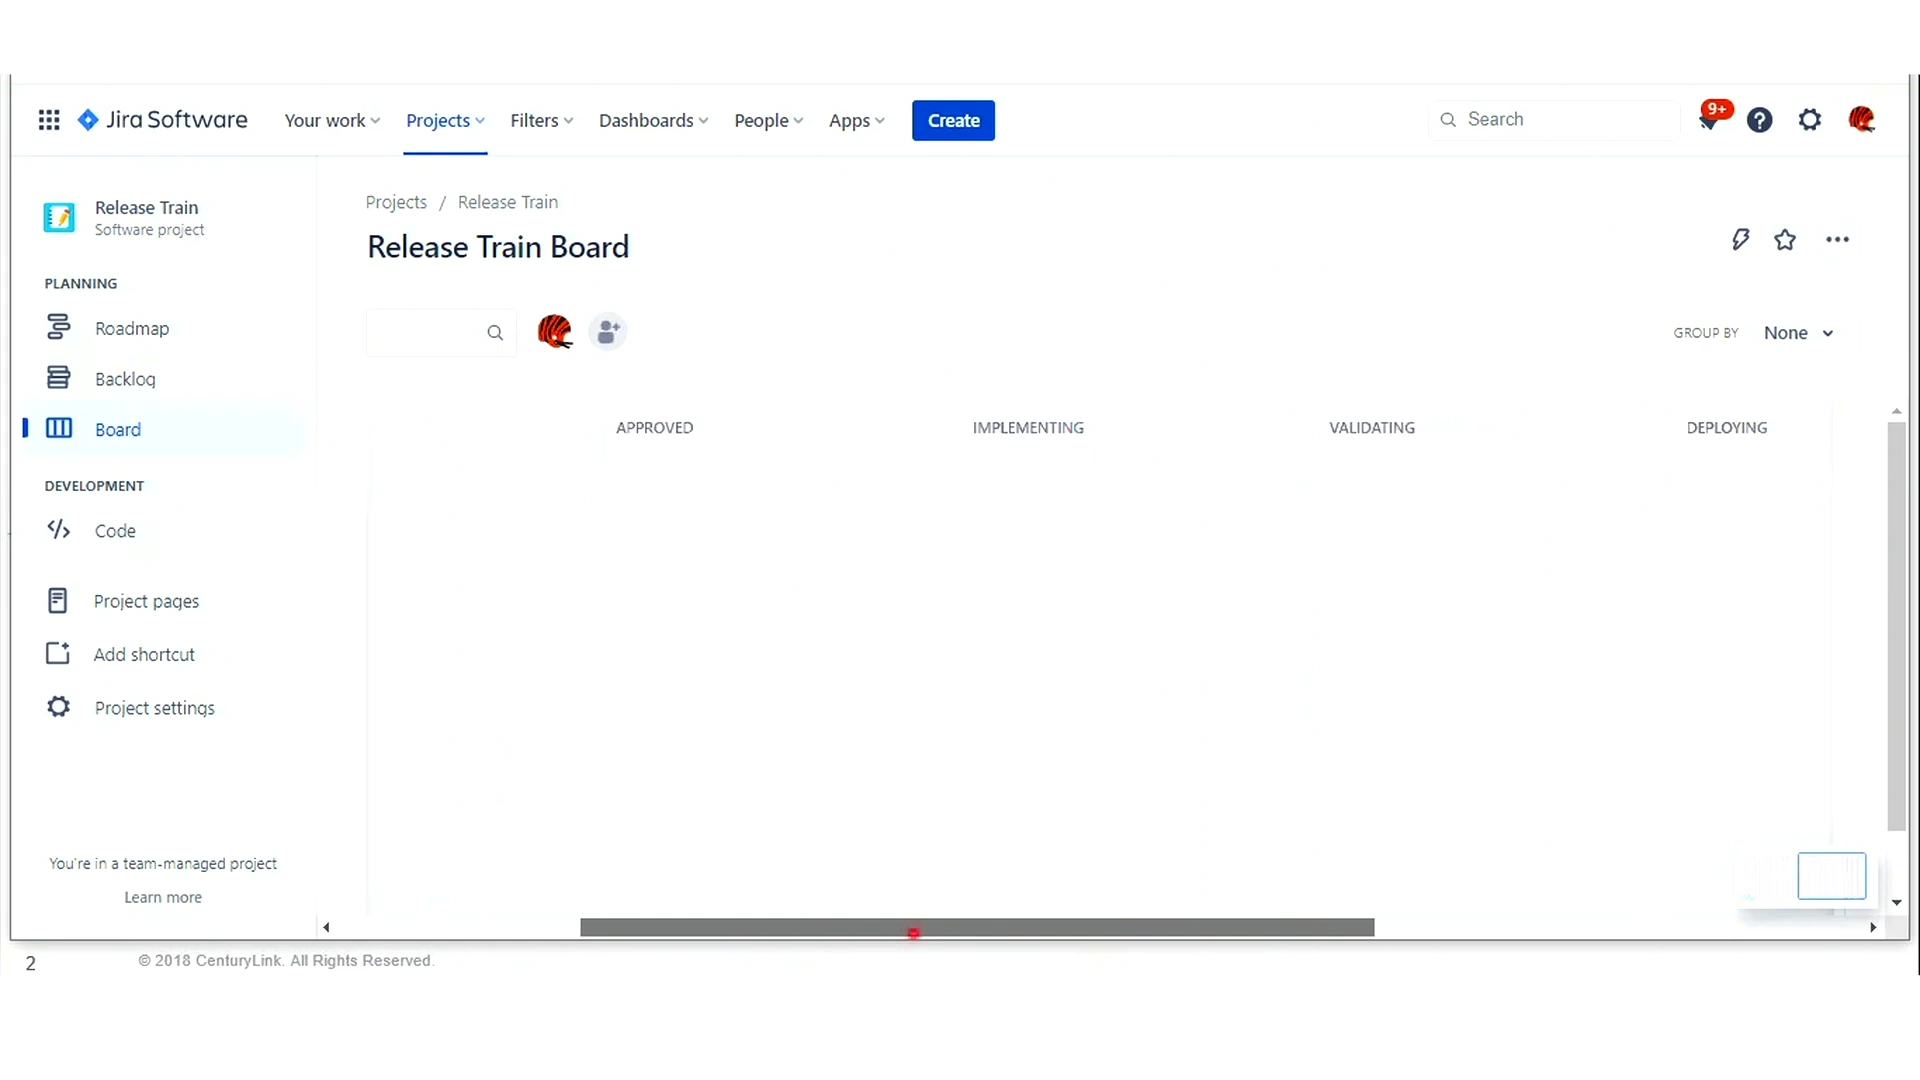 Jira Software Your work Projects Filters Dashboards People Apps Create Search 9+
Release Train
Software project
PLANNING
Roadmap
Backlog
Board
DEVELOPMENT
Code
Project pages
Add shortcut
Project settings
You're in a team-managed project
Learn more
Projects / Release Train
Release Train Board
GROUP BY None
APPROVED IMPLEMENTING VALIDATING DEPLOYING
2 © 2018 CenturyLink. All Rights Reserved.